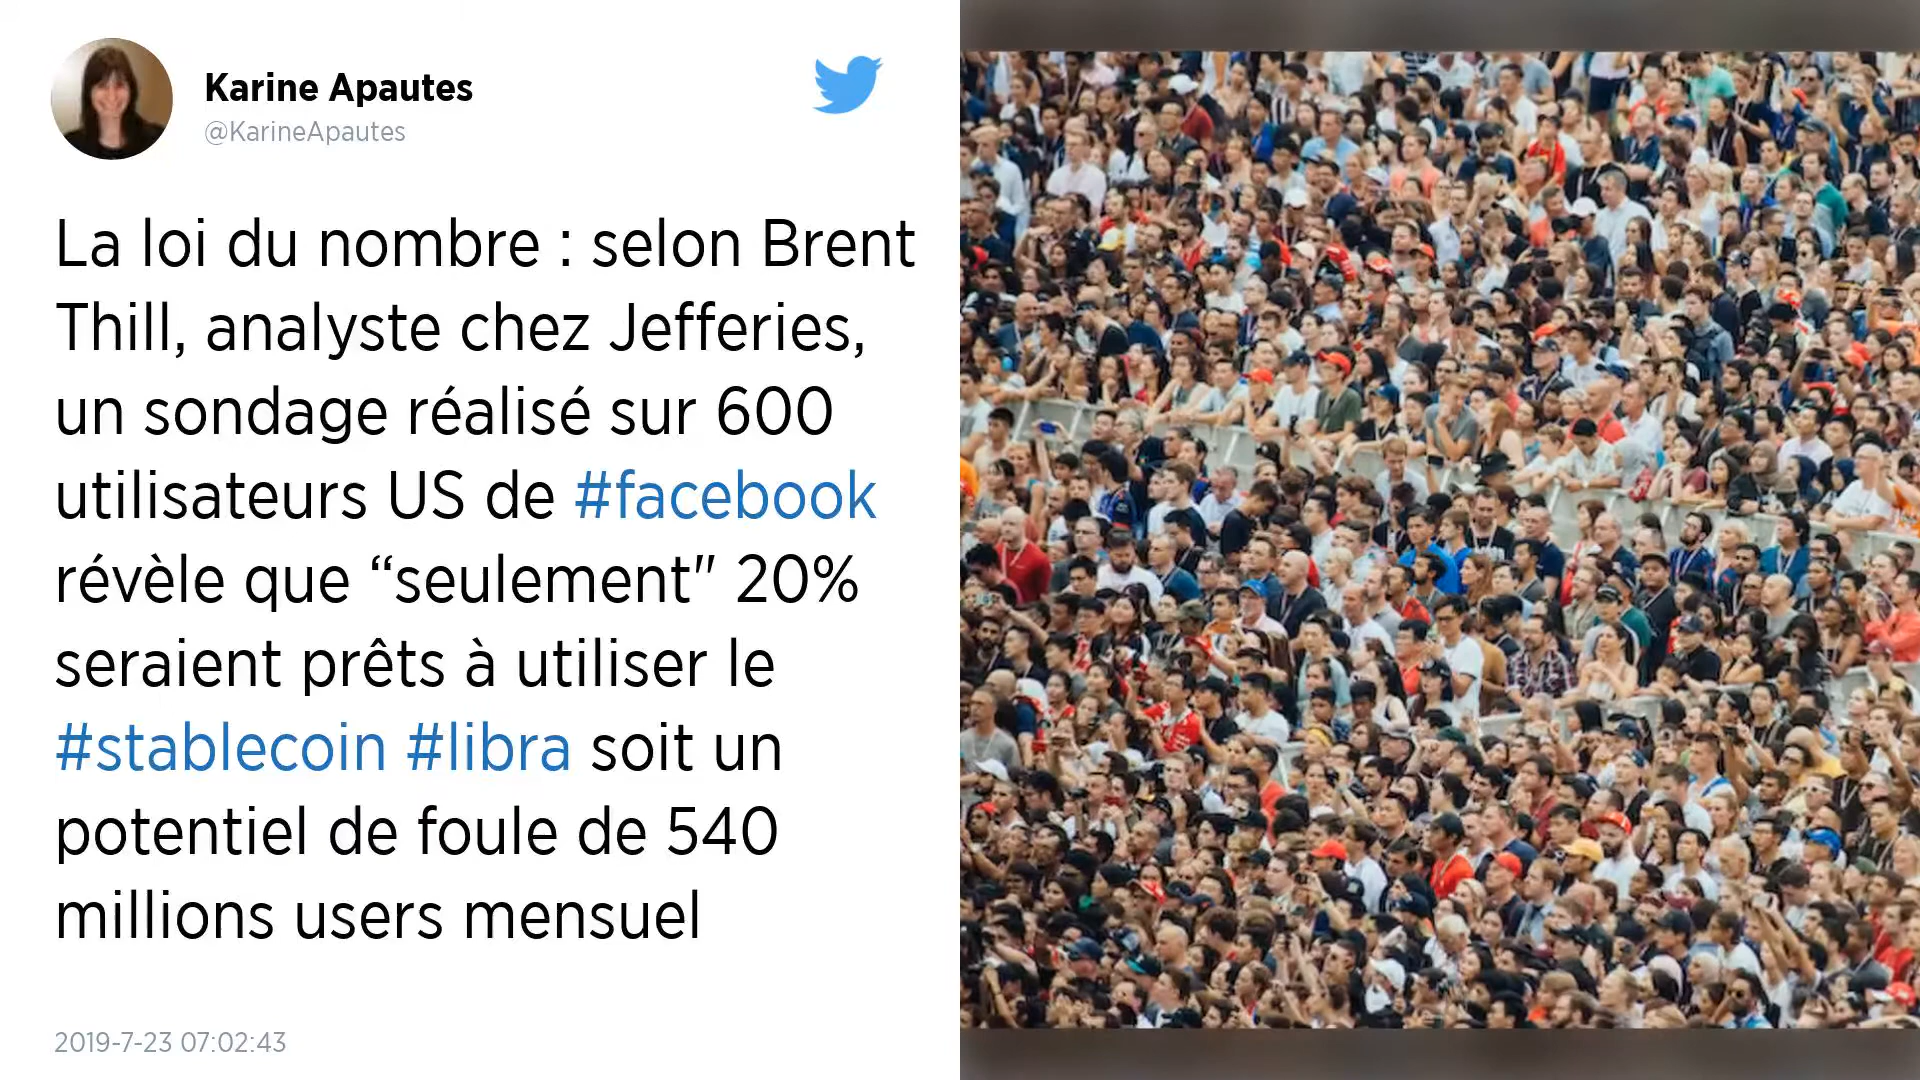 Karine Apautes
@KarineApautes
La loi du nombre : selon Brent
Thill, analyste chez Jefferies,
un sondage réalisé sur 600
utilisateurs US de #facebook
révèle que “seulement" 20%
seraient prêts à utiliser le
#stablecoin #libra soit un
potentiel de foule de 540
millions users mensuel
2019-7-23 07:02:43